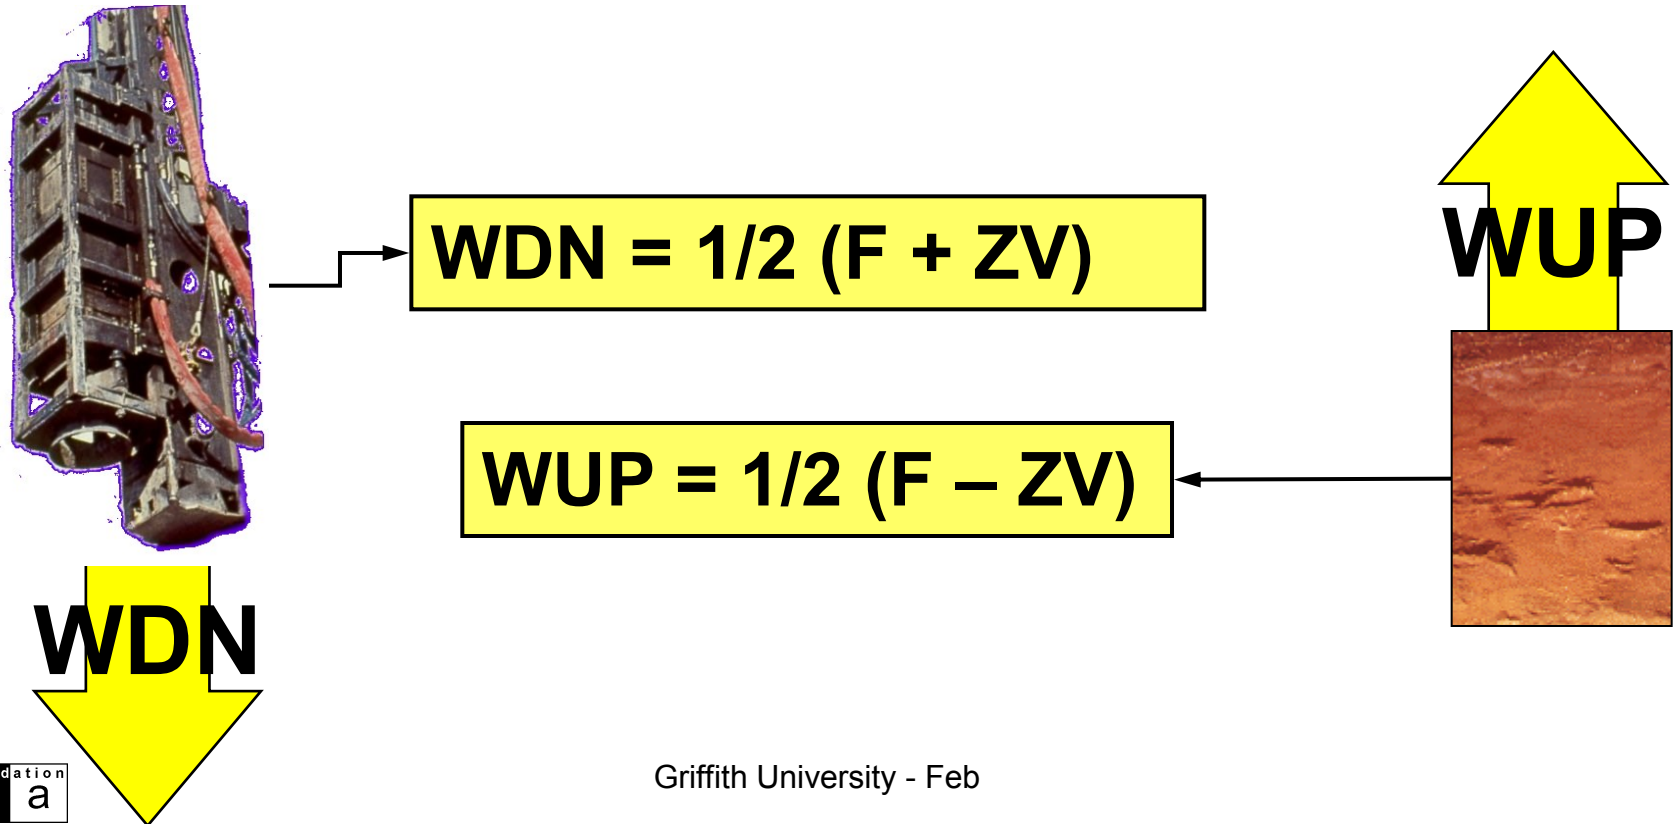 WDN = 1/2 (F + ZV)
WUP
WUP = 1/2 (F – ZV)
WDN
dation
a
Griffith University - Feb